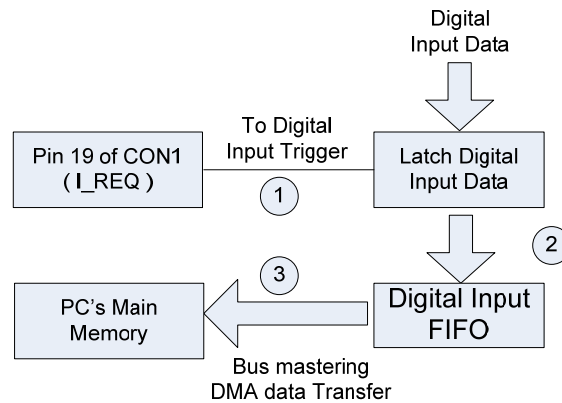 Digital
Input Data
To Digital
Input Trigger
Pin 19 of CON1
( I_REQ )
1
Latch Digital
Input Data
2
3
PC's Main
Memory
Digital Input
FIFO
Bus mastering
DMA data Transfer